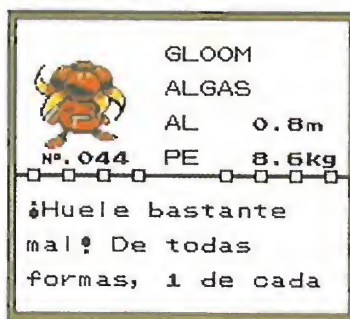 GLOOM
ALGAS
AL 0.8m
Nº.044 PE 8.6kg
¡Huele bastante
mal! De todas
formas, 1 de cada